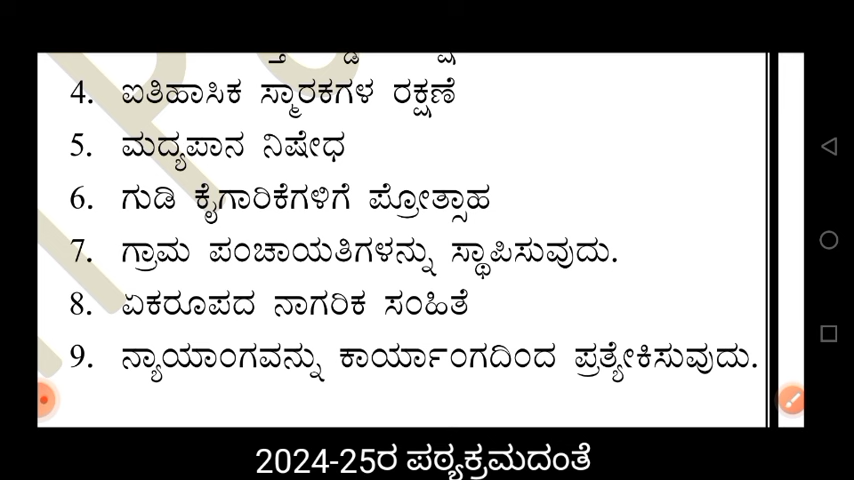 4. ಐತಿಹಾಸಿಕ ಸ್ಮಾರಕಗಳ ರಕ್ಷಣೆ
5. ಮದ್ಯಪಾನ ನಿಷೇಧ
6. ಗುಡಿ ಕೈಗಾರಿಕೆಗಳಿಗೆ ಪ್ರೋತ್ಸಾಹ
7. ಗ್ರಾಮ ಪಂಚಾಯತಿಗಳನ್ನು ಸ್ಥಾಪಿಸುವುದು.
8. ಏಕರೂಪದ ನಾಗರಿಕ ಸಂಹಿತೆ
9. ನ್ಯಾಯಾಂಗವನ್ನು ಕಾರ್ಯಾಂಗದಿಂದ ಪ್ರತ್ಯೇಕಿಸುವುದು.
2024-25ರ ಪಠ್ಯಕ್ರಮದಂತೆ